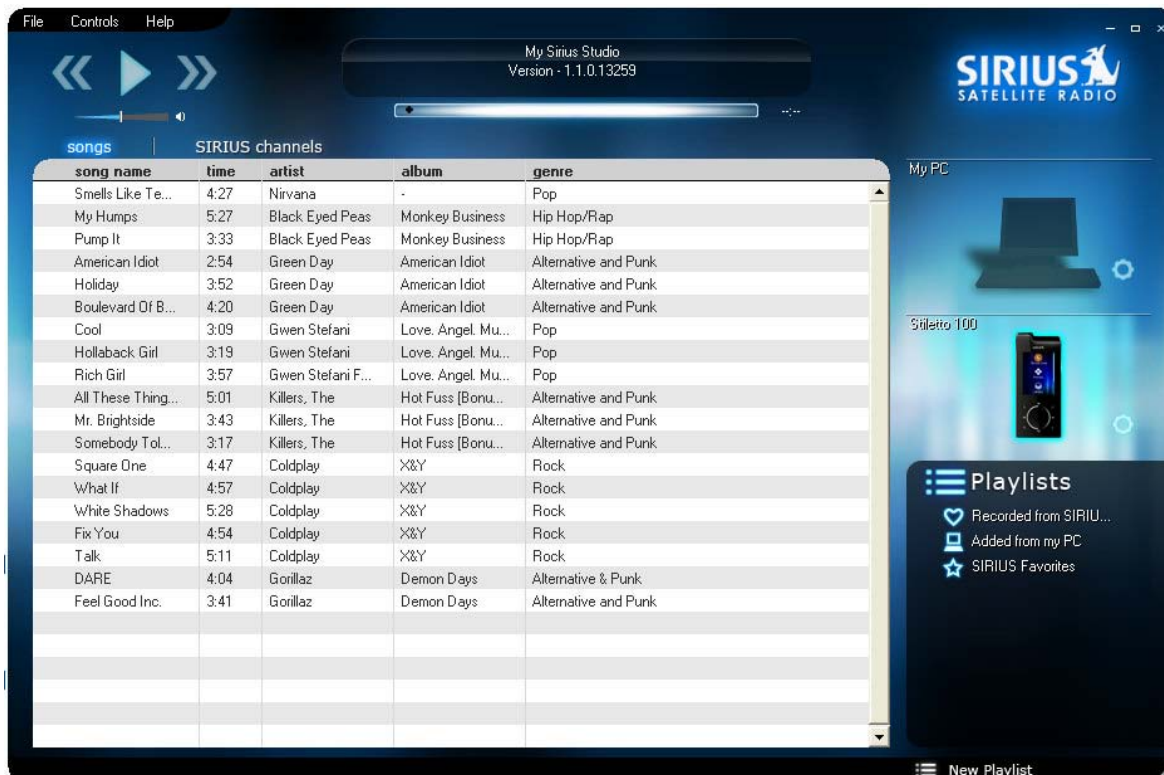 File Controls Help
My Sirius Studio
Version - 1.1.0.13259
--:--
SIRIUS
SATELLITE RADIO
songs SIRIUS channels
song name time artist album genre
Smells Like Te... 4:27 Nirvana - Pop
My Humps 5:27 Black Eyed Peas Monkey Business Hip Hop/Rap
Pump It 3:33 Black Eyed Peas Monkey Business Hip Hop/Rap
American Idiot 2:54 Green Day American Idiot Alternative and Punk
Holiday 3:52 Green Day American Idiot Alternative and Punk
Boulevard Of B... 4:20 Green Day American Idiot Alternative and Punk
Cool 3:09 Gwen Stefani Love. Angel. Mu... Pop
Hollaback Girl 3:19 Gwen Stefani Love. Angel. Mu... Pop
Rich Girl 3:57 Gwen Stefani F... Love. Angel. Mu... Pop
All These Thing... 5:01 Killers, The Hot Fuss [Bonu... Alternative and Punk
Mr. Brightside 3:43 Killers, The Hot Fuss [Bonu... Alternative and Punk
Somebody Tol... 3:17 Killers, The Hot Fuss [Bonu... Alternative and Punk
Square One 4:47 Coldplay X&Y Rock
What If 4:57 Coldplay X&Y Rock
White Shadows 5:28 Coldplay X&Y Rock
Fix You 4:54 Coldplay X&Y Rock
Talk 5:11 Coldplay X&Y Rock
DARE 4:04 Gorillaz Demon Days Alternative & Punk
Feel Good Inc. 3:41 Gorillaz Demon Days Alternative and Punk
My PC
Stiletto 100
Playlists
Recorded from SIRIU...
Added from my PC
SIRIUS Favorites
New Playlist